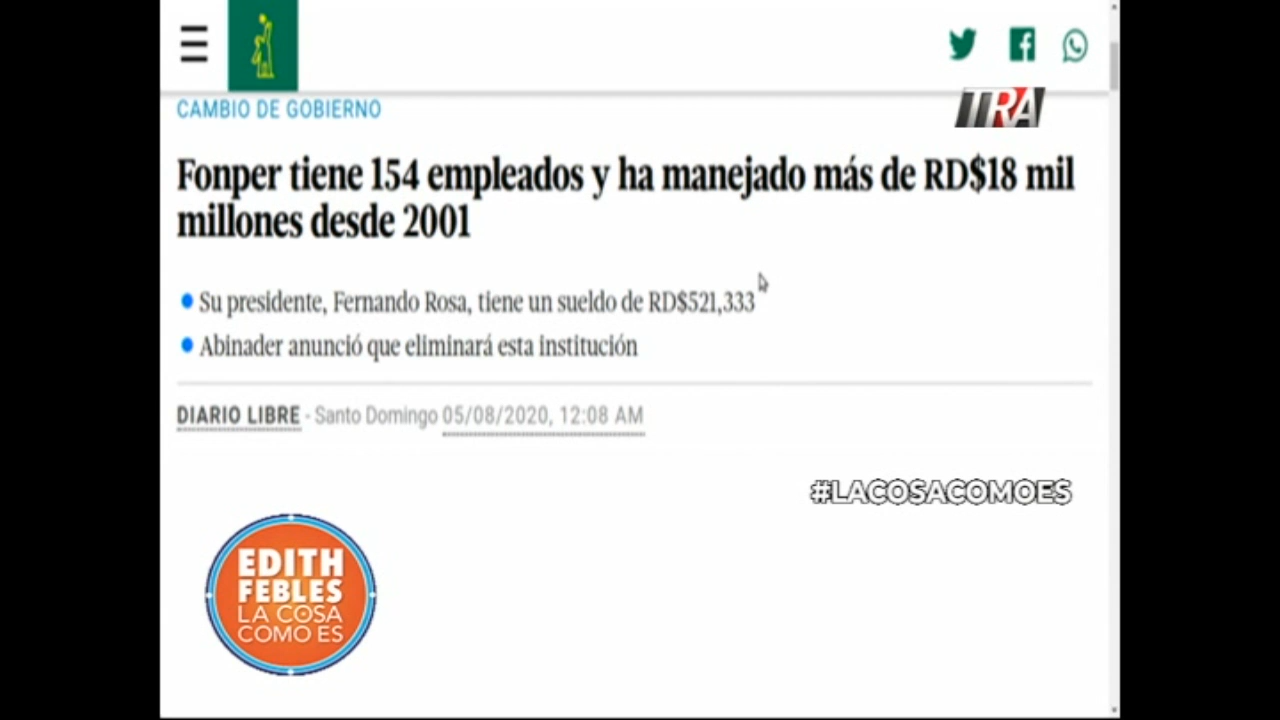 CAMBIO DE GOBIERNO
TRA
Fonper tiene 154 empleados y ha manejado más de RD$18 mil
millones desde 2001
Su presidente, Fernando Rosa, tiene un sueldo de RD$521,333
Abinader anunció que eliminará esta institución
DIARIO LIBRE - Santo Domingo 05/08/2020, 12:08 AM
#LACOSACOMOES
EDITH
FEBLES
LA COSA
COMO ES